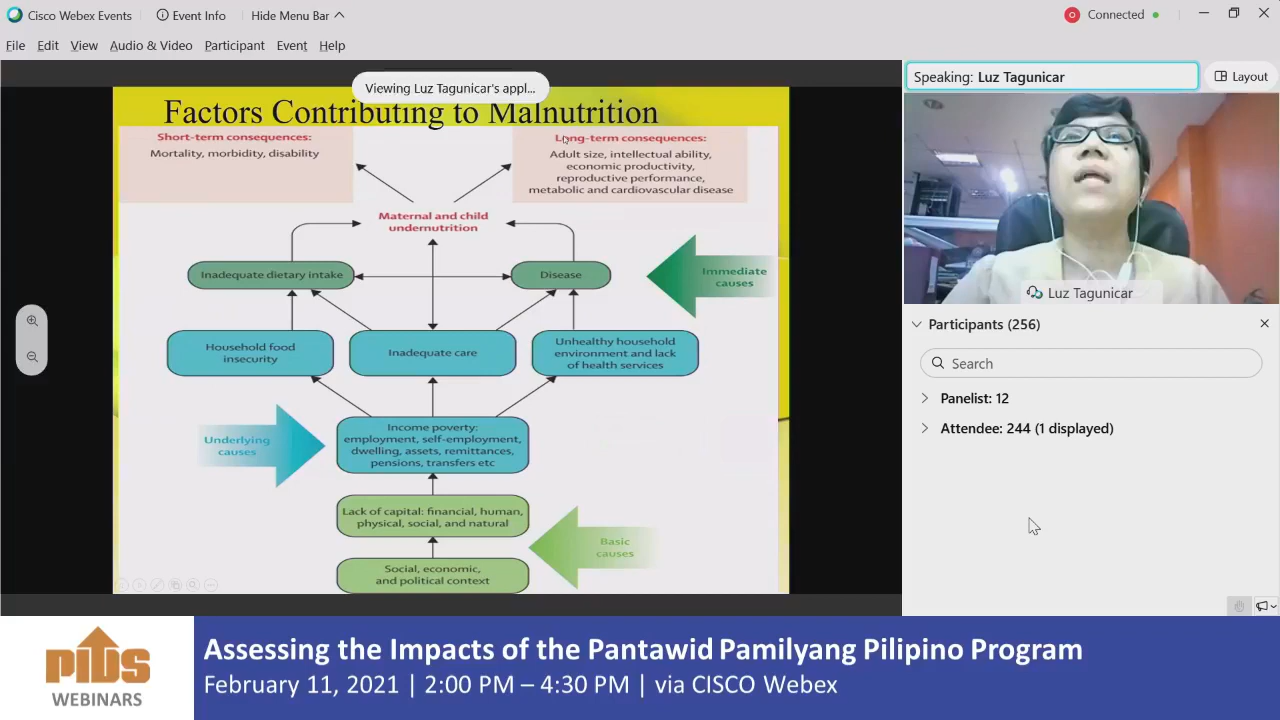 Cisco Webex Events
Event Info
Hide Menu Bar
Connected
File Edit View Audio & Video Participant Event Help
Viewing Luz Tagunicar's appl...
Speaking: Luz Tagunicar
Layout
Factors Contributing to Malnutrition
Short-term consequences:
Mortality, morbidity, disability
Long-term consequences:
Adult size, intellectual ability,
economic productivity,
reproductive performance,
metabolic and cardiovascular disease
Maternal and child
undernutrition
Inadequate dietary intake
Disease
Immediate
causes
Household food
insecurity
Inadequate care
Unhealthy household
environment and lack
of health services
Underlying
causes
Income poverty:
employment, self-employment,
dwelling, assets, remittances,
pensions, transfers etc
Lack of capital: financial, human,
physical, social, and natural
Basic
causes
Social, economic,
and political context
Luz Tagunicar
Participants (256)
Search
Panelist: 12
Attendee: 244 (1 displayed)
PIDS
WEBINARS
Assessing the Impacts of the Pantawid Pamilyang Pilipino Program
February 11, 2021 | 2:00 PM – 4:30 PM | via CISCO Webex